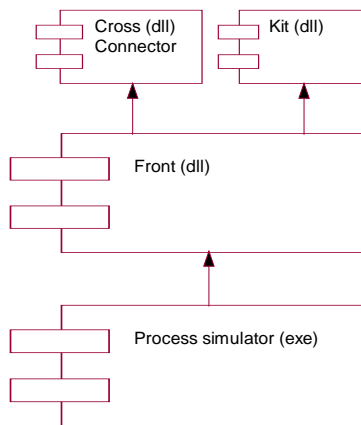 Cross (dll)
Connector
Kit (dll)
Front (dll)
Process simulator (exe)